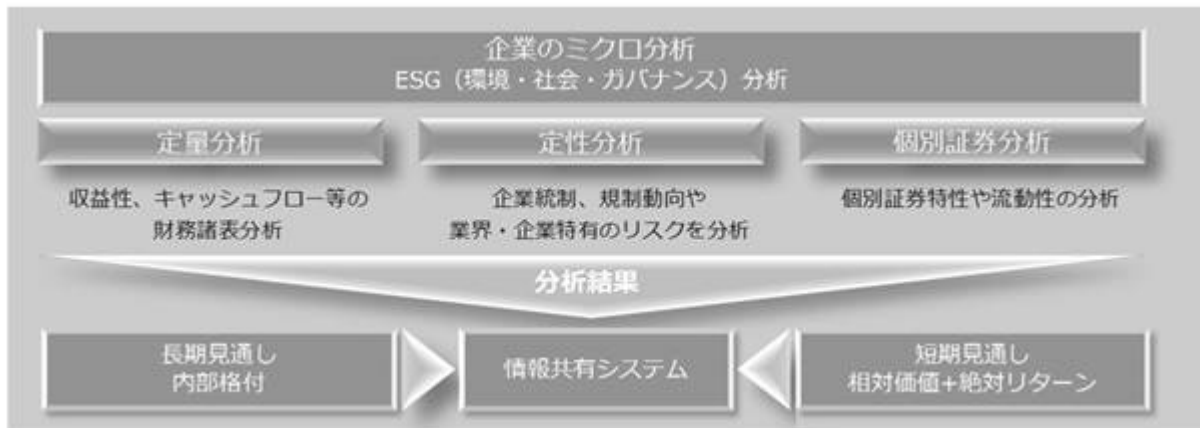 企業のミクロ分析
ESG（環境・社会・ガバナンス）分析
定量分析
収益性、キャッシュフロー等の
財務諸表分析
定性分析
企業統制、規制動向や
業界・企業特有のリスクを分析
個別証券分析
個別証券特性や流動性の分析
分析結果
長期見通し
内部格付
情報共有システム
短期見通し
相対価値+絶対リターン